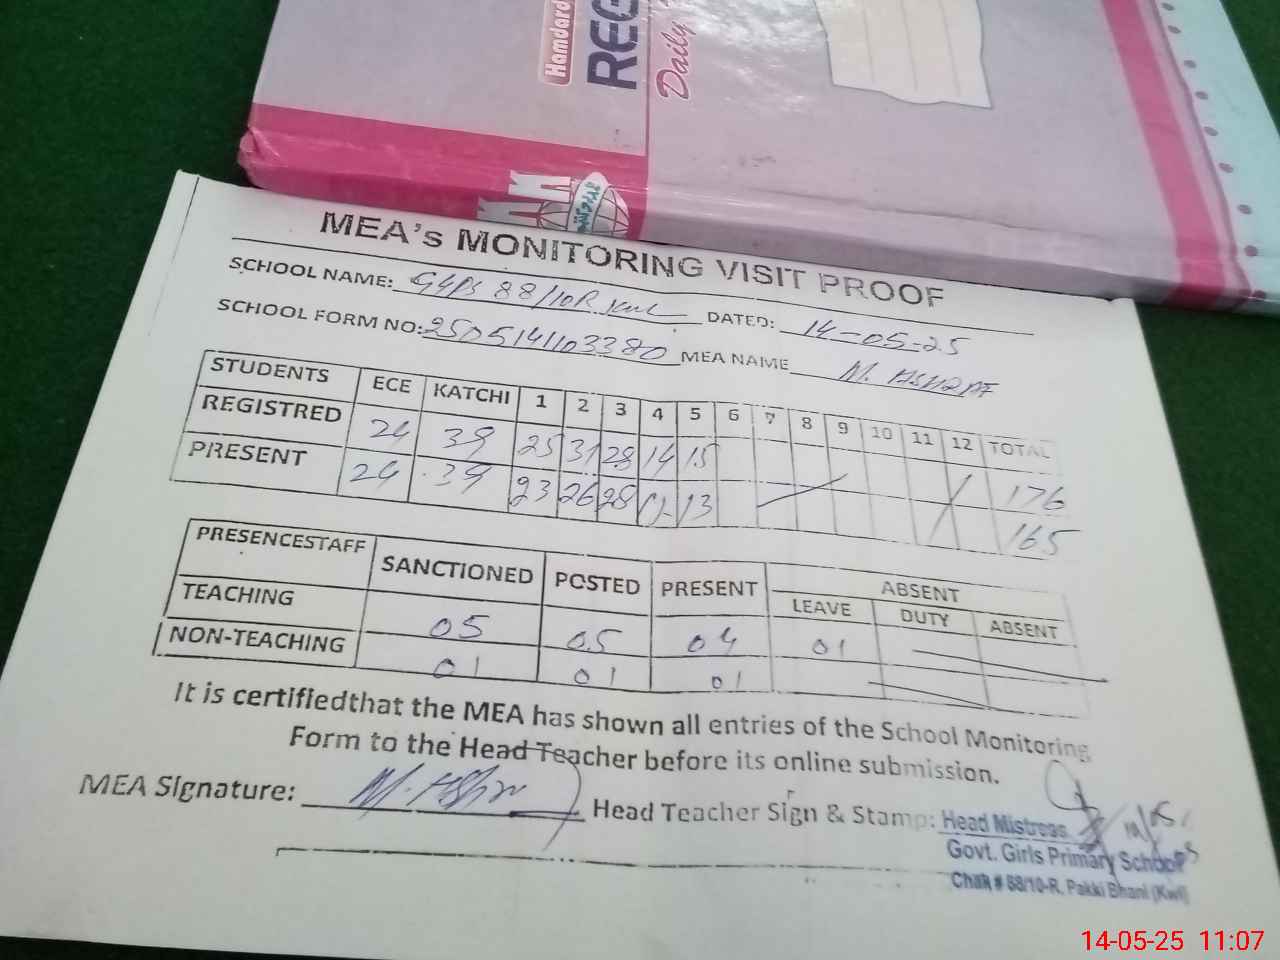 Hamdard
REG
Daily
MEA's MONITORING VISIT PROOF
SCHOOL NAME: GGPS 88/10R kwl DATED: 14-05-25
SCHOOL FORM NO: 2505141103380 MEA NAME M. ASHRAF
STUDENTS ECE KATCHI 1 2 3 4 5 6 7 8 9 10 11 12 TOTAL
REGISTRED 24 39 25 31 28 14 15 176
PRESENT 24 39 23 26 28 12 13 165
PRESENCESTAFF SANCTIONED POSTED PRESENT ABSENT
LEAVE DUTY ABSENT
TEACHING 05 05 04 01
NON-TEACHING 01 01 01
It is certifiedthat the MEA has shown all entries of the School Monitoring
Form to the Head Teacher before its online submission.
MEA Signature: M. Ashraf Head Teacher Sign & Stamp: Head Mistress
Govt. Girls Primary School
Chak # 88/10-R. Pakki Bhani (Kwl)
14-05-25 11:07